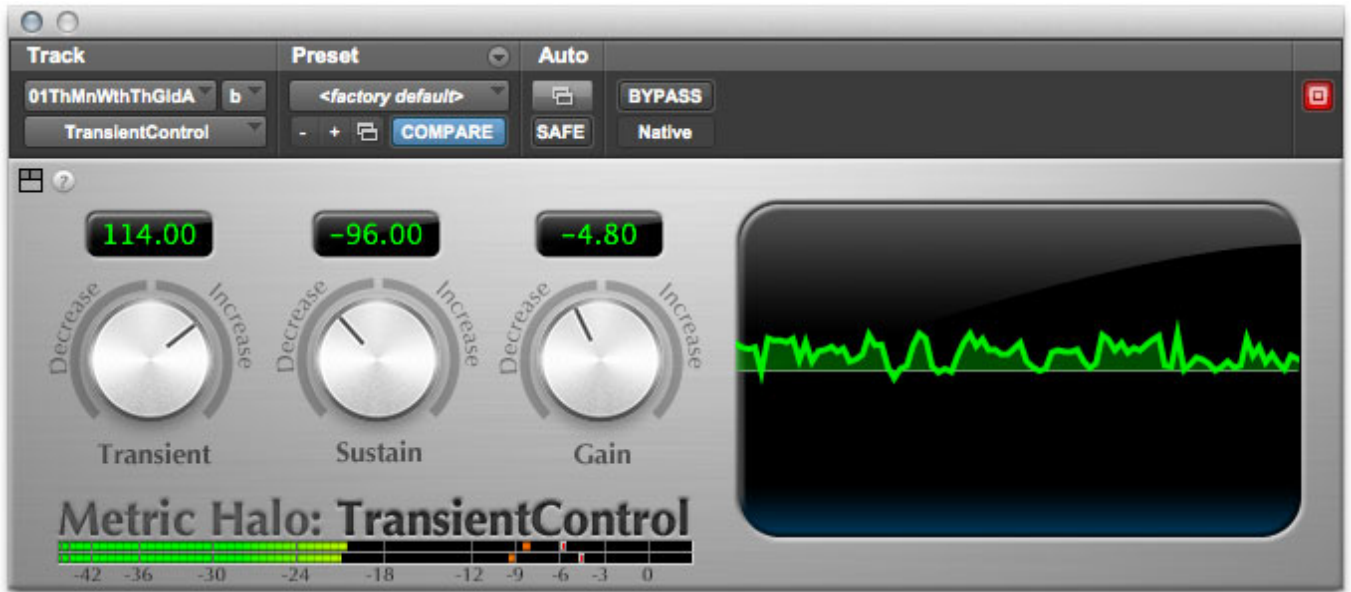 Track Preset Auto
01ThMnWthThGldA b <factory default> BYPASS
TransientControl - + COMPARE SAFE Native
?
114.00 -96.00 -4.80
Decrease Increase Decrease Increase Decrease Increase
Transient Sustain Gain
Metric Halo: TransientControl
-42 -36 -30 -24 -18 -12 -9 -6 -3 0